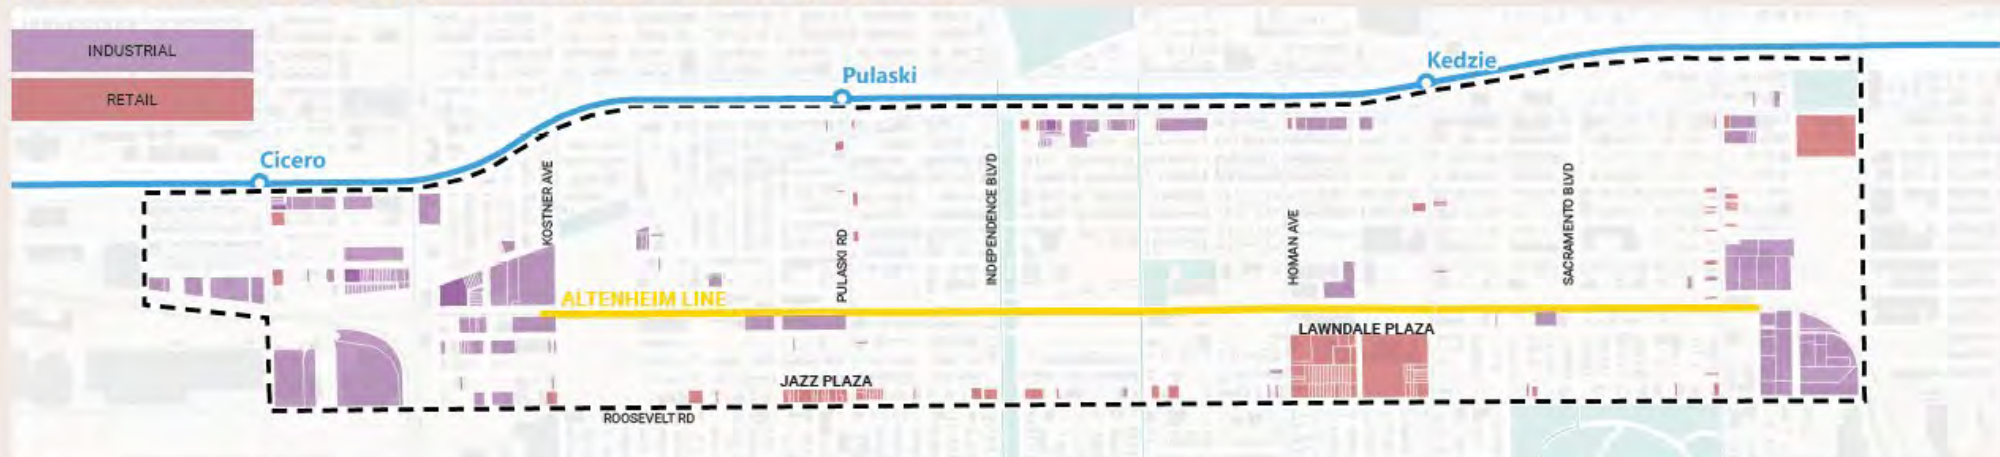 INDUSTRIAL
RETAIL
Cicero
Pulaski
Kedzie
KOSTNER AVE
PULASKI RD
INDEPENDENCE BLVD
HOMAN AVE
SACRAMENTO BLVD
ALTENHEIM LINE
LAWNDALE PLAZA
JAZZ PLAZA
ROOSEVELT RD